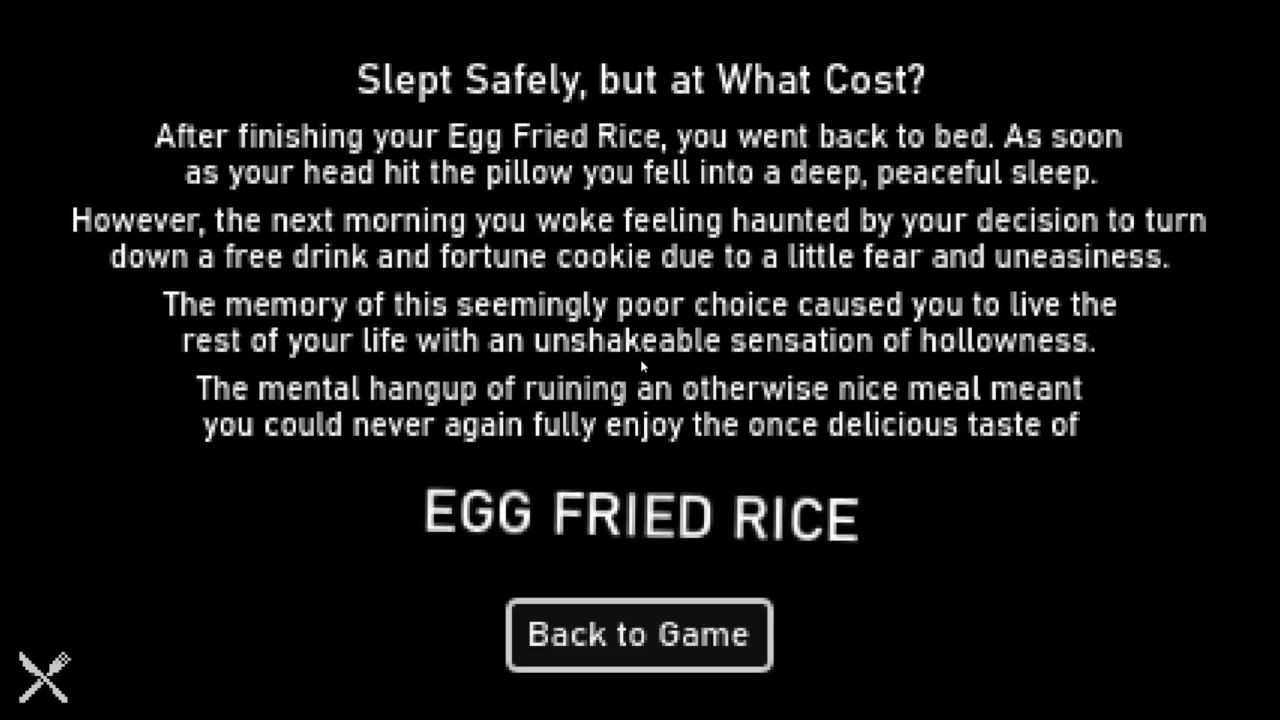 Slept Safely, but at What Cost?
After finishing your Egg Fried Rice, you went back to bed. As soon
as your head hit the pillow you fell into a deep, peaceful sleep.
However, the next morning you woke feeling haunted by your decision to turn
down a free drink and fortune cookie due to a little fear and uneasiness.
The memory of this seemingly poor choice caused you to live the
rest of your life with an unshakeable sensation of hollowness.
The mental hangup of ruining an otherwise nice meal meant
you could never again fully enjoy the once delicious taste of
EGG FRIED RICE
Back to Game